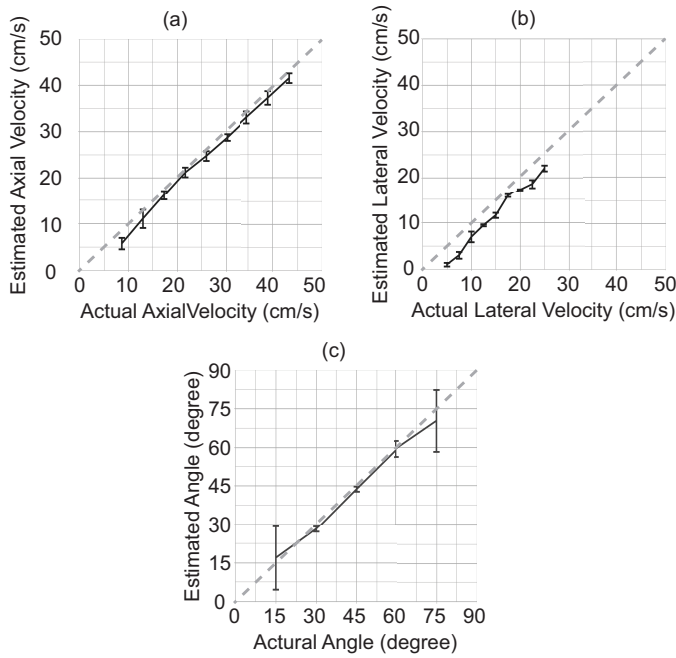 (a)
Estimated Axial Velocity (cm/s)
50
40
30
20
10
0
0 10 20 30 40 50
Actual AxialVelocity (cm/s)
(b)
Estimated Lateral Velocity (cm/s)
50
40
30
20
10
0
0 10 20 30 40 50
Actual Lateral Velocity (cm/s)
(c)
Estimated Angle (degree)
90
75
60
45
30
15
0
0 15 30 45 60 75 90
Actural Angle (degree)